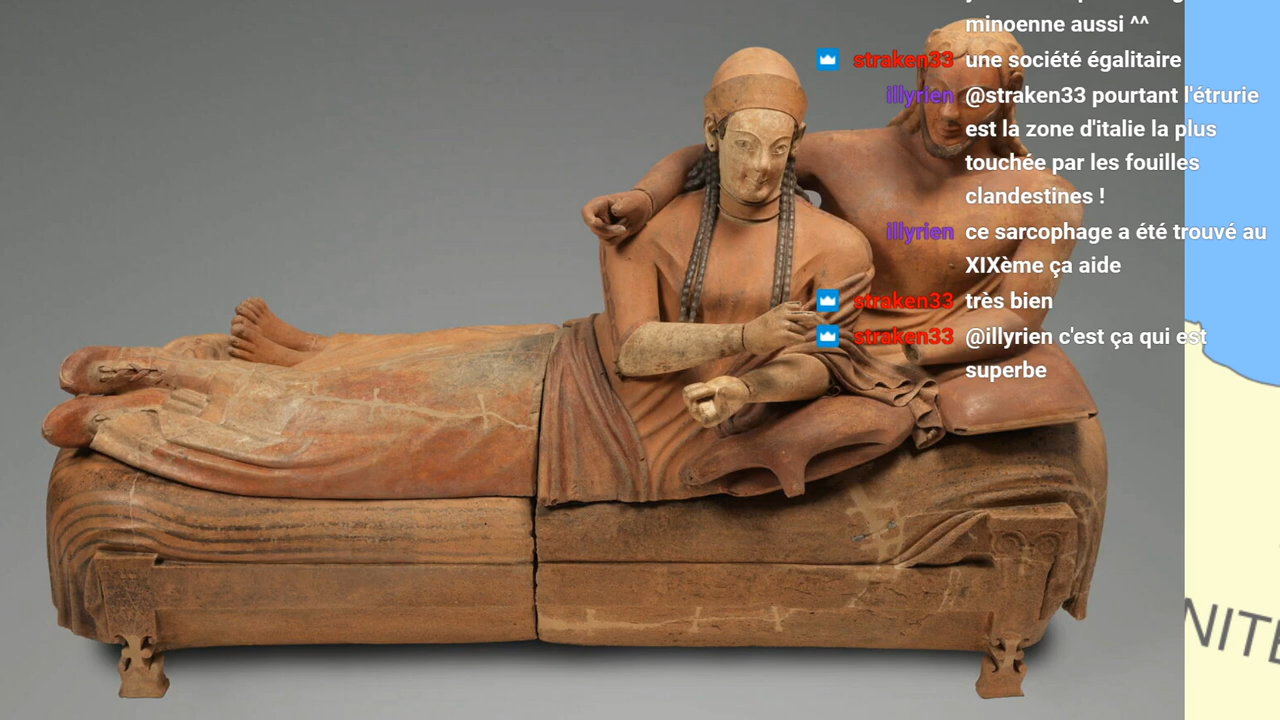 minoenne aussi ^^
straken33 une société égalitaire
illyrien @straken33 pourtant l'étrurie
est la zone d'italie la plus
touchée par les fouilles
clandestines !
illyrien ce sarcophage a été trouvé au
XIXème ça aide
straken33 très bien
straken33 @illyrien c'est ça qui est
superbe